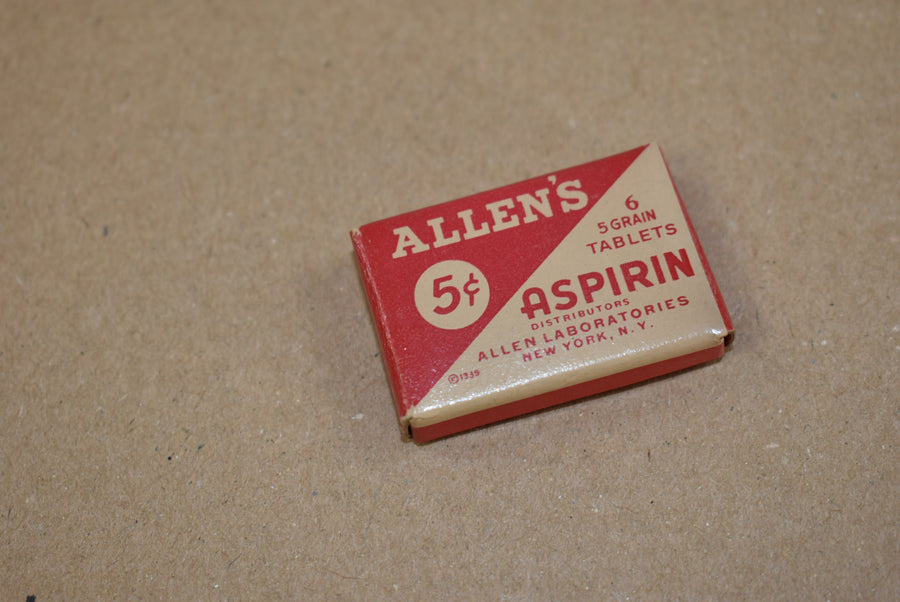 ALLEN'S
5¢
6
5 GRAIN
TABLETS
ASPIRIN
DISTRIBUTORS
ALLEN LABORATORIES
NEW YORK, N.Y.
©1939